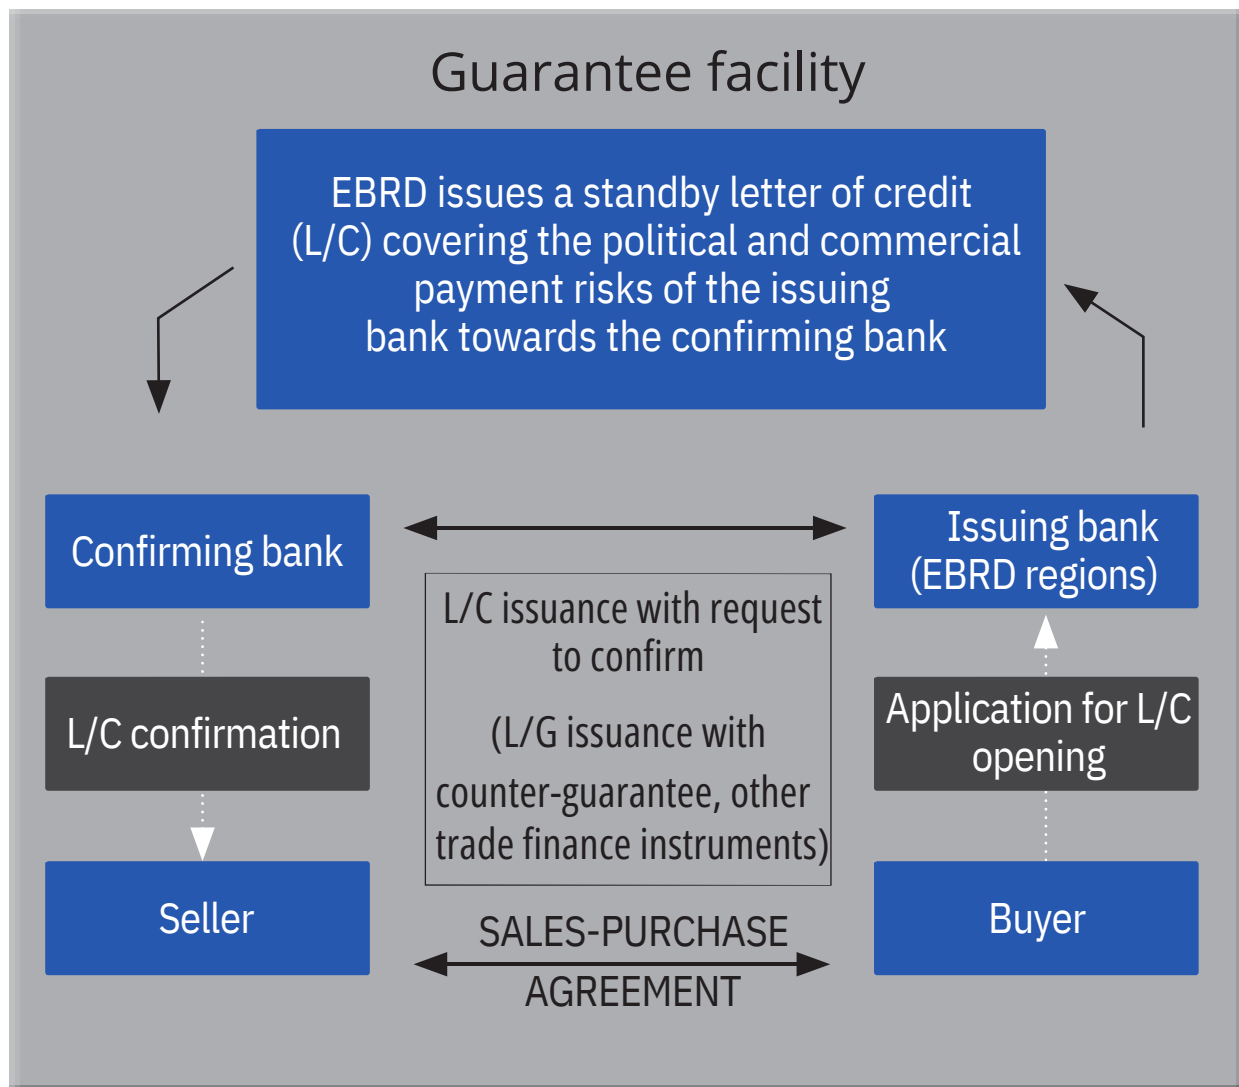 Guarantee facility
EBRD issues a standby letter of credit
(L/C) covering the political and commercial
payment risks of the issuing
bank towards the confirming bank
Confirming bank
Issuing bank
(EBRD regions)
L/C issuance with request
to confirm
(L/G issuance with
counter-guarantee, other
trade finance instruments)
L/C confirmation
Application for L/C
opening
Seller
Buyer
SALES-PURCHASE
AGREEMENT